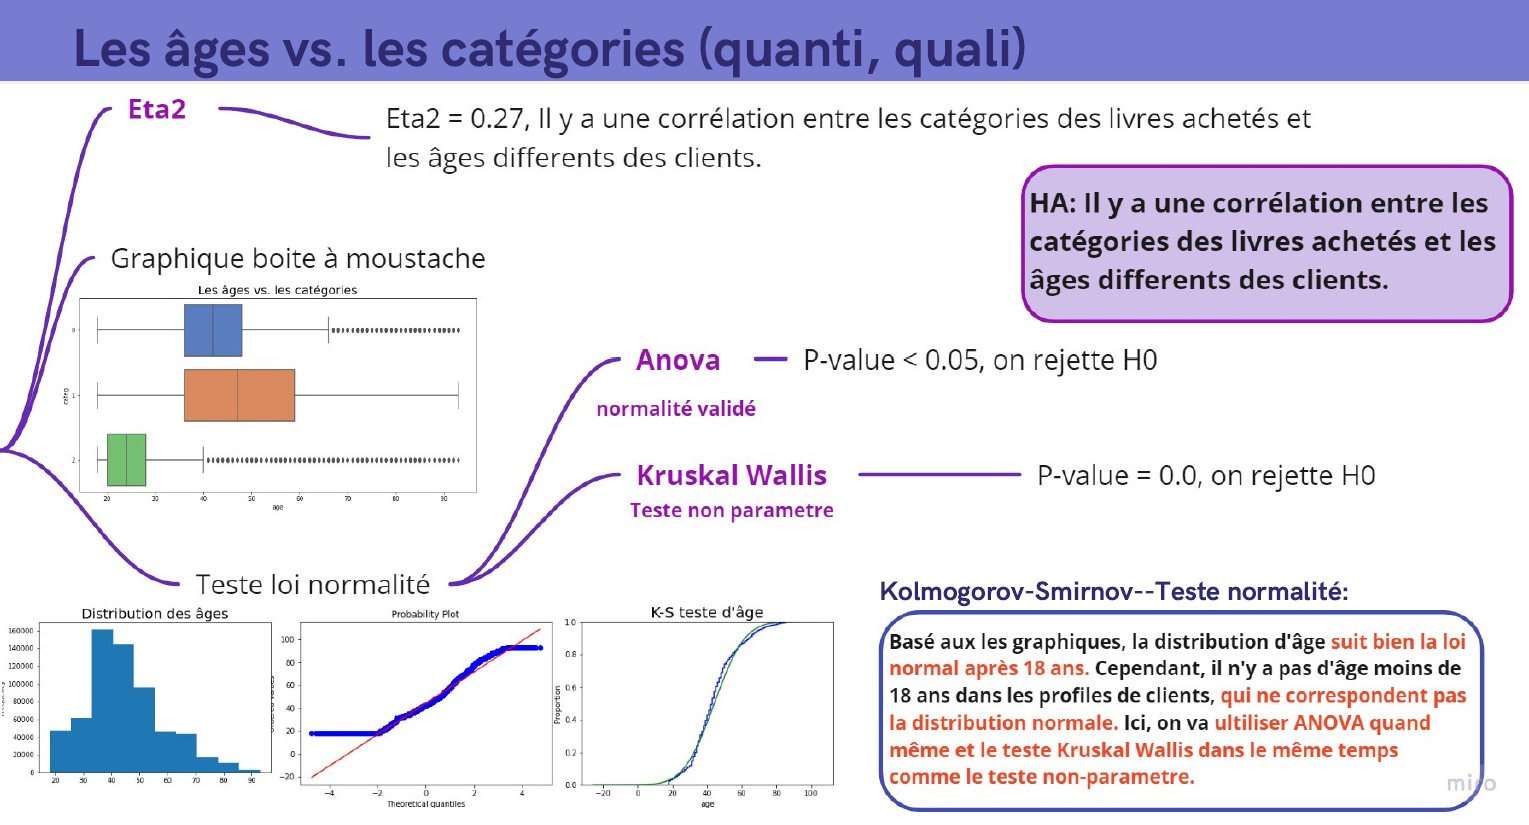 Les âges vs. les catégories (quanti, quali)
Eta2
Eta2 = 0.27, Il y a une corrélation entre les catégories des livres achetés et
les âges differents des clients.
HA: Il y a une corrélation entre les
catégories des livres achetés et les
âges differents des clients.
Graphique boite à moustache
Les âges vs. les catégories
categ
0
1
2
20 30 40 50 60 70 80 90
age
Anova
P-value < 0.05, on rejette H0
normalité validé
Kruskal Wallis
P-value = 0.0, on rejette H0
Teste non parametre
Teste loi normalité
Distribution des âges
160000
140000
120000
100000
80000
60000
40000
20000
0
20 30 40 50 60 70 80 90
Probability Plot
100
80
60
40
20
0
−20
−4 −2 0 2 4
Theoretical quantiles
K-S teste d'âge
Proportion
1.0
0.8
0.6
0.4
0.2
0.0
−20 0 20 40 60 80 100
age
Kolmogorov-Smirnov--Teste normalité:
Basé aux les graphiques, la distribution d'âge suit bien la loi
normal après 18 ans. Cependant, il n'y a pas d'âge moins de
18 ans dans les profiles de clients, qui ne correspondent pas
la distribution normale. Ici, on va ultiliser ANOVA quand
même et le teste Kruskal Wallis dans le même temps
comme le teste non-parametre.
miro